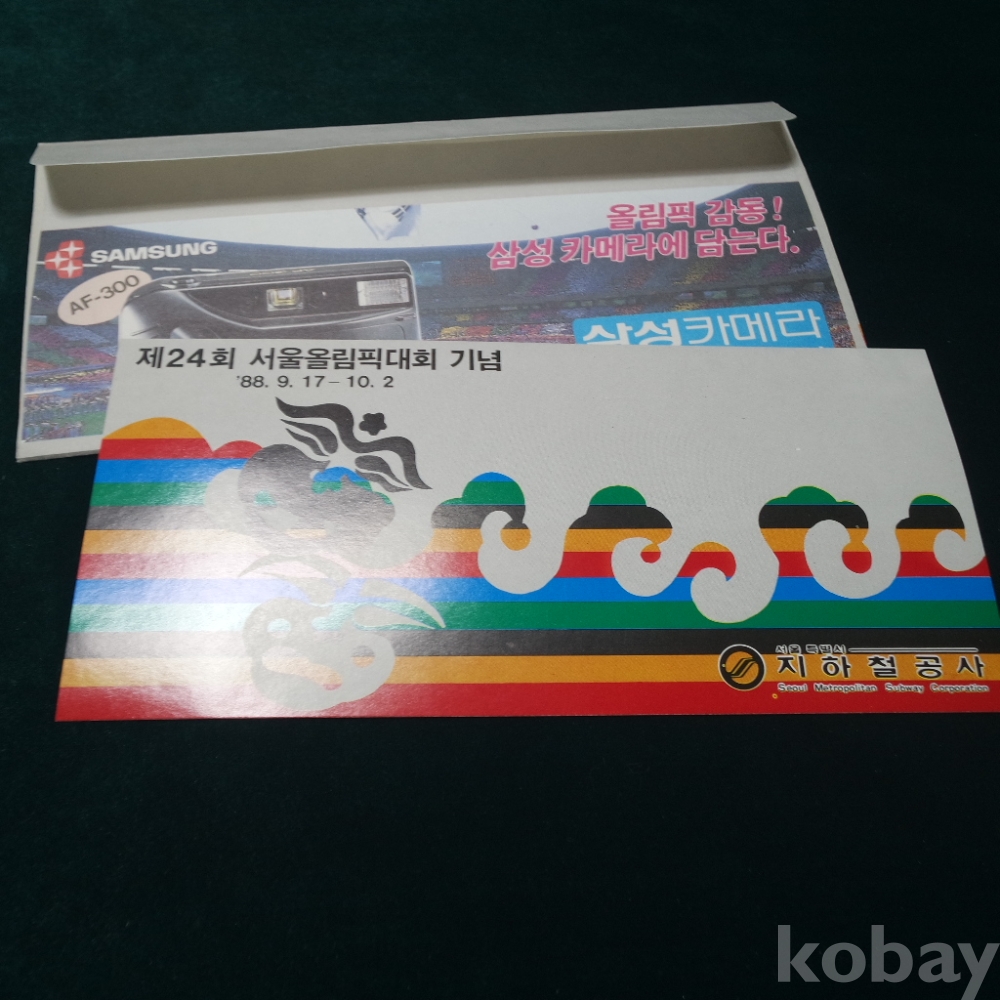 올림픽 감동!
삼성 카메라에 담는다.
SAMSUNG
AF-300
삼성카메라
제24회 서울올림픽대회 기념
'88. 9. 17 - 10. 2
서울특별시
지하철공사
Seoul Metropolitan Subway Corporation
kobay